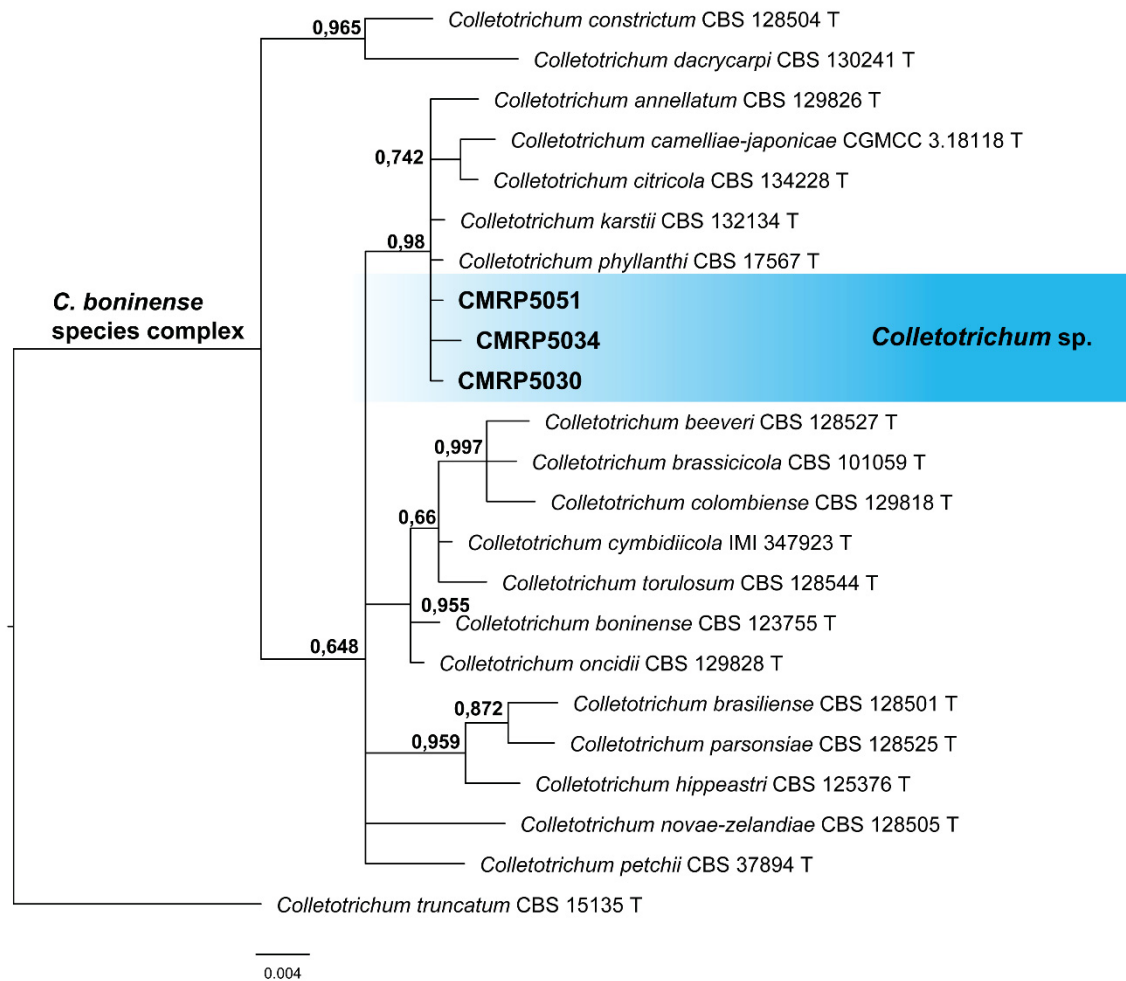 Colletotrichum constrictum CBS 128504 T
0,965
Colletotrichum dacrycarpi CBS 130241 T
Colletotrichum annellatum CBS 129826 T
Colletotrichum camelliae-japonicae CGMCC 3.18118 T
0,742
Colletotrichum citricola CBS 134228 T
Colletotrichum karstii CBS 132134 T
0,98
Colletotrichum phyllanthi CBS 17567 T
C. boninense
species complex
CMRP5051
CMRP5034
Colletotrichum sp.
CMRP5030
Colletotrichum beeveri CBS 128527 T
0,997
Colletotrichum brassicicola CBS 101059 T
Colletotrichum colombiense CBS 129818 T
0,66
Colletotrichum cymbidiicola IMI 347923 T
Colletotrichum torulosum CBS 128544 T
0,955
Colletotrichum boninense CBS 123755 T
0,648
Colletotrichum oncidii CBS 129828 T
Colletotrichum brasiliense CBS 128501 T
0,872
0,959
Colletotrichum parsonsiae CBS 128525 T
Colletotrichum hippeastri CBS 125376 T
Colletotrichum novae-zelandiae CBS 128505 T
Colletotrichum petchii CBS 37894 T
Colletotrichum truncatum CBS 15135 T
0.004